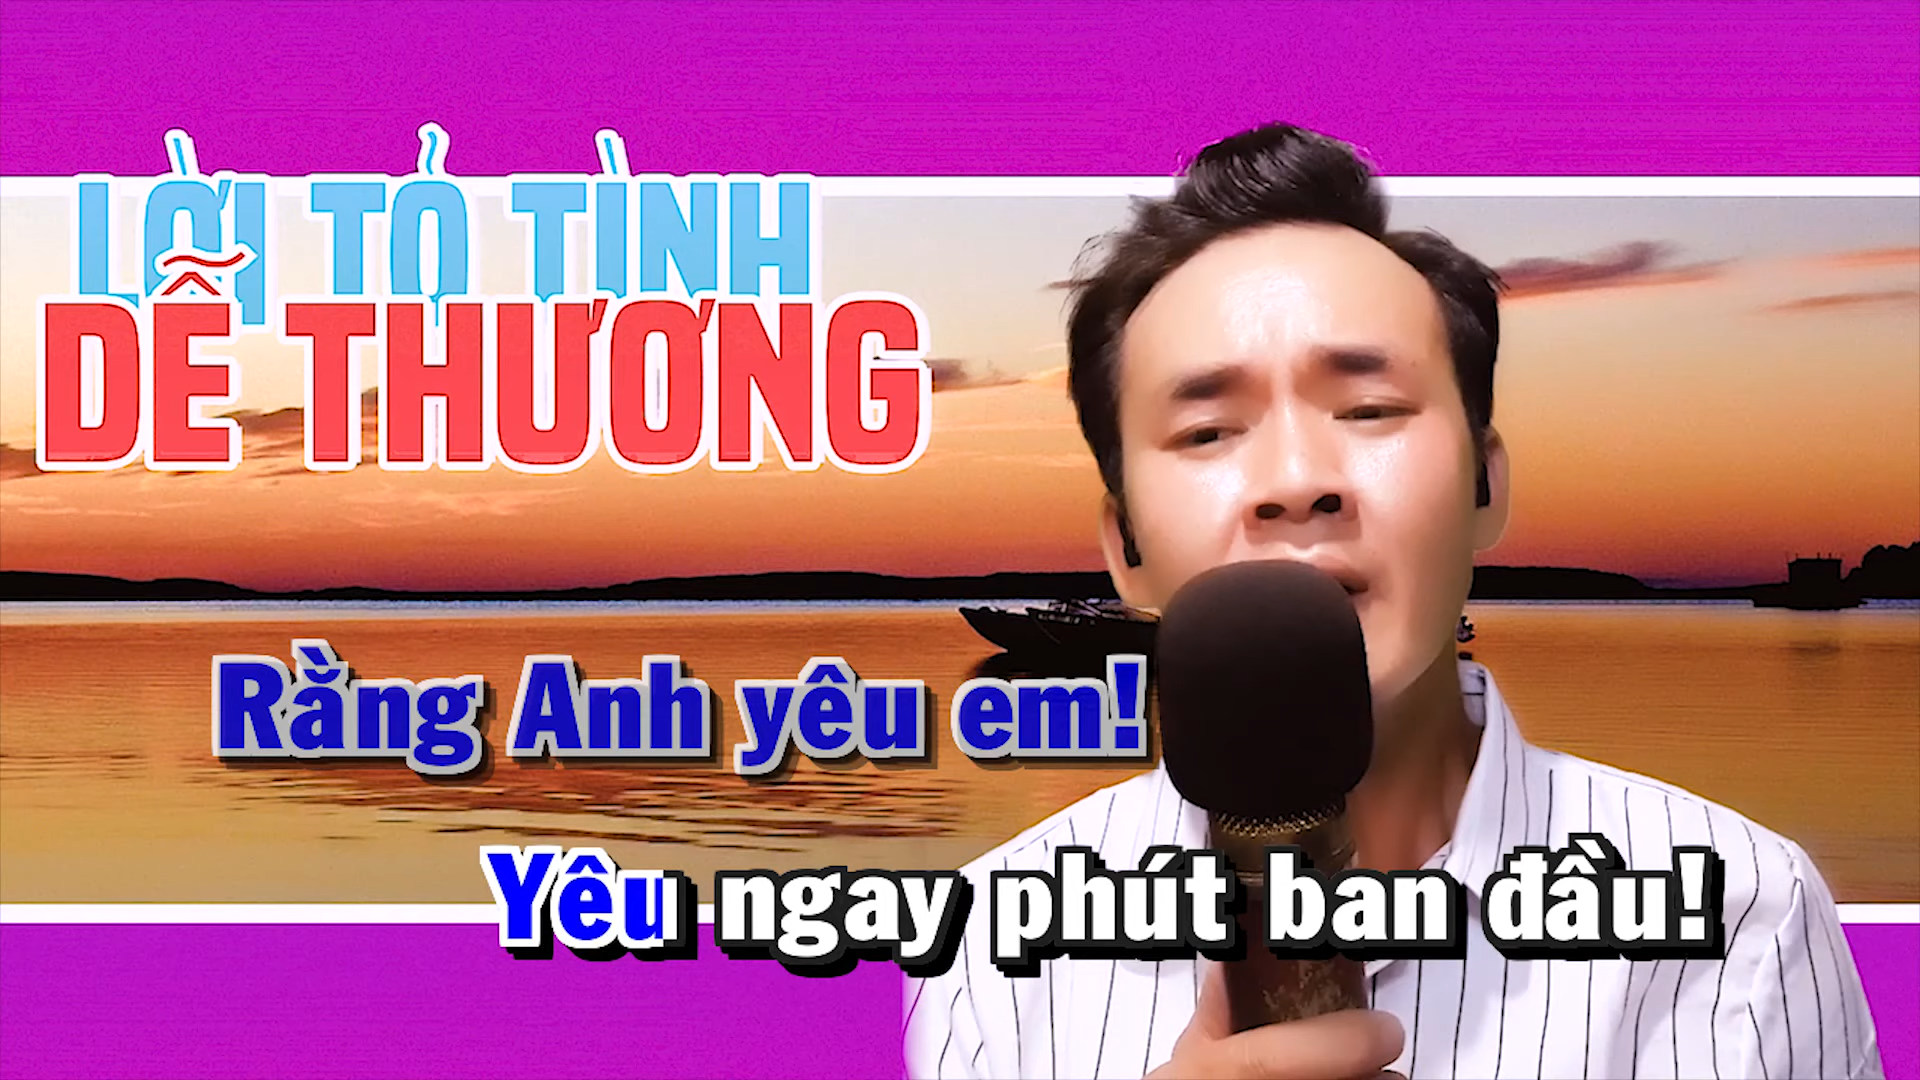 LỜI TỎ TÌNH
DỄ THƯƠNG
Rằng Anh yêu em!
Yêu ngay phút ban đầu!